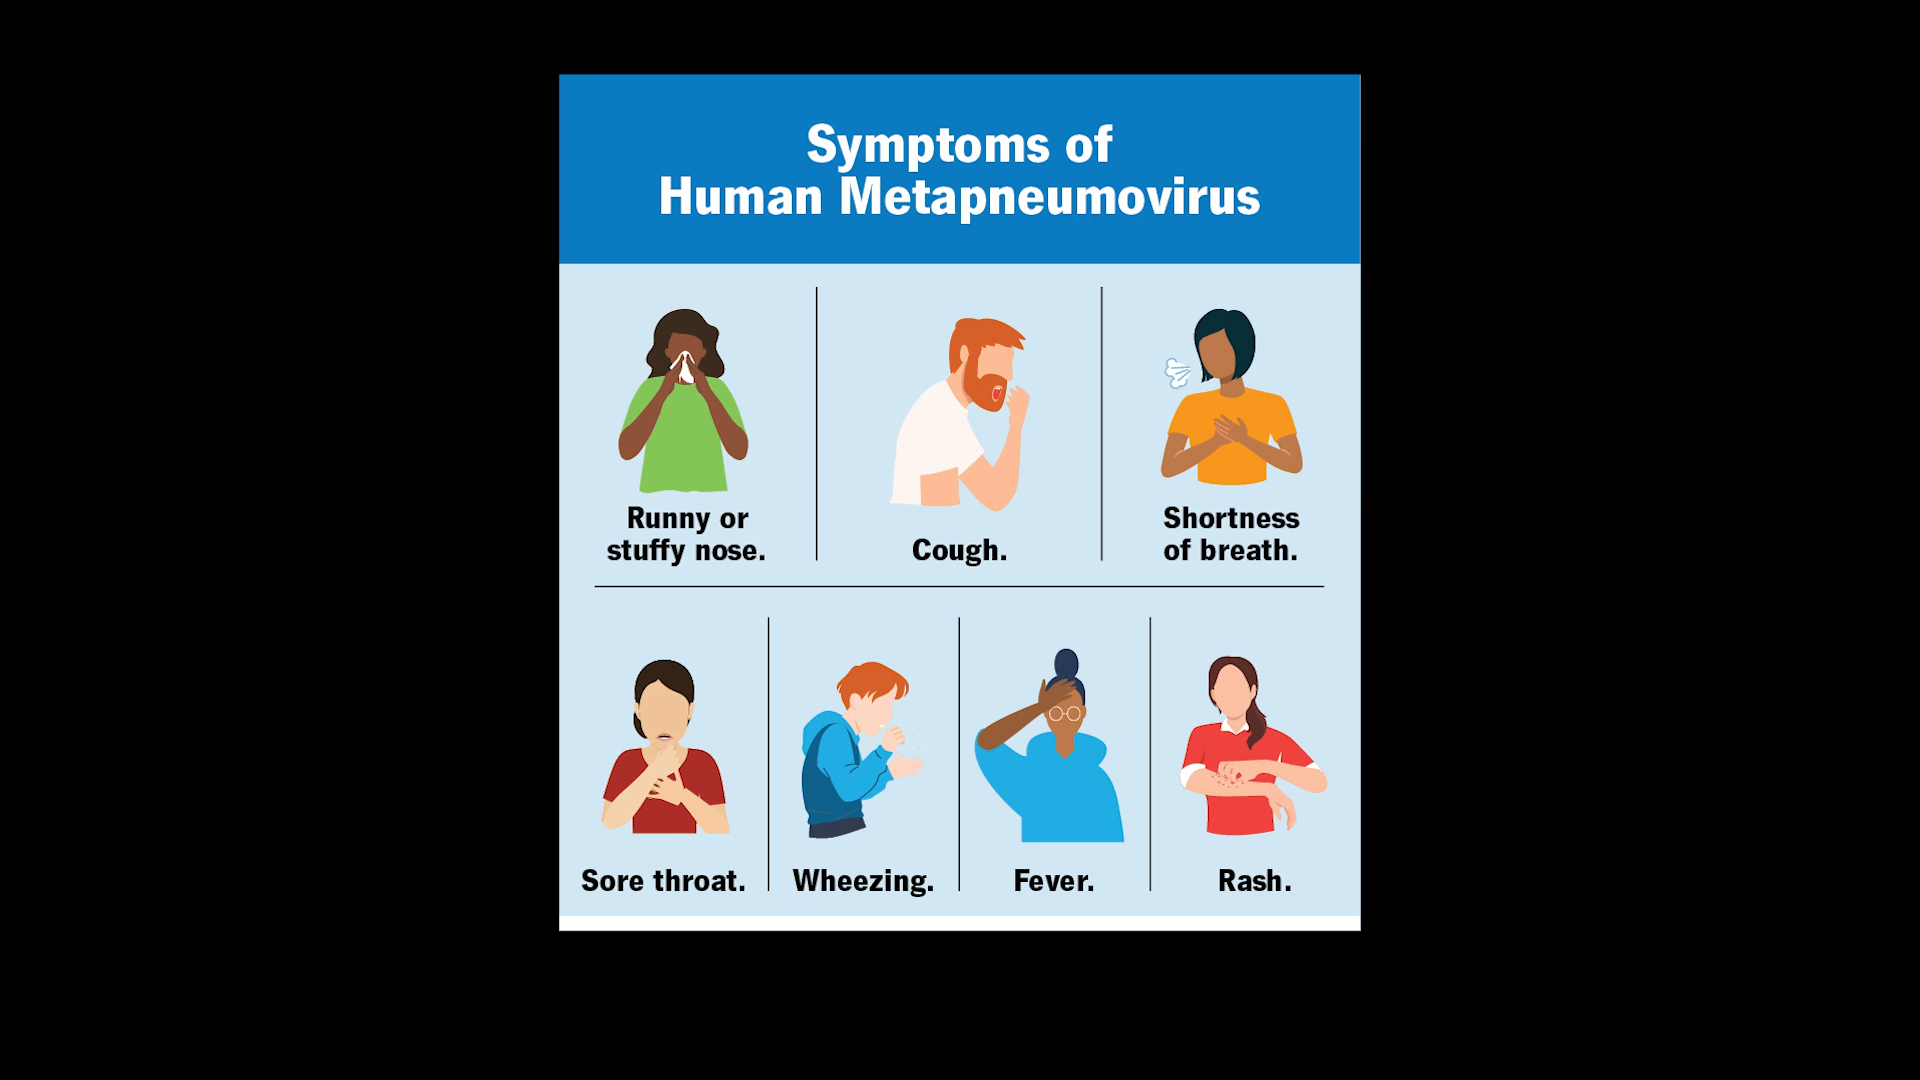 Symptoms of
Human Metapneumovirus
Runny or
stuffy nose.
Cough.
Shortness
of breath.
Sore throat.
Wheezing.
Fever.
Rash.